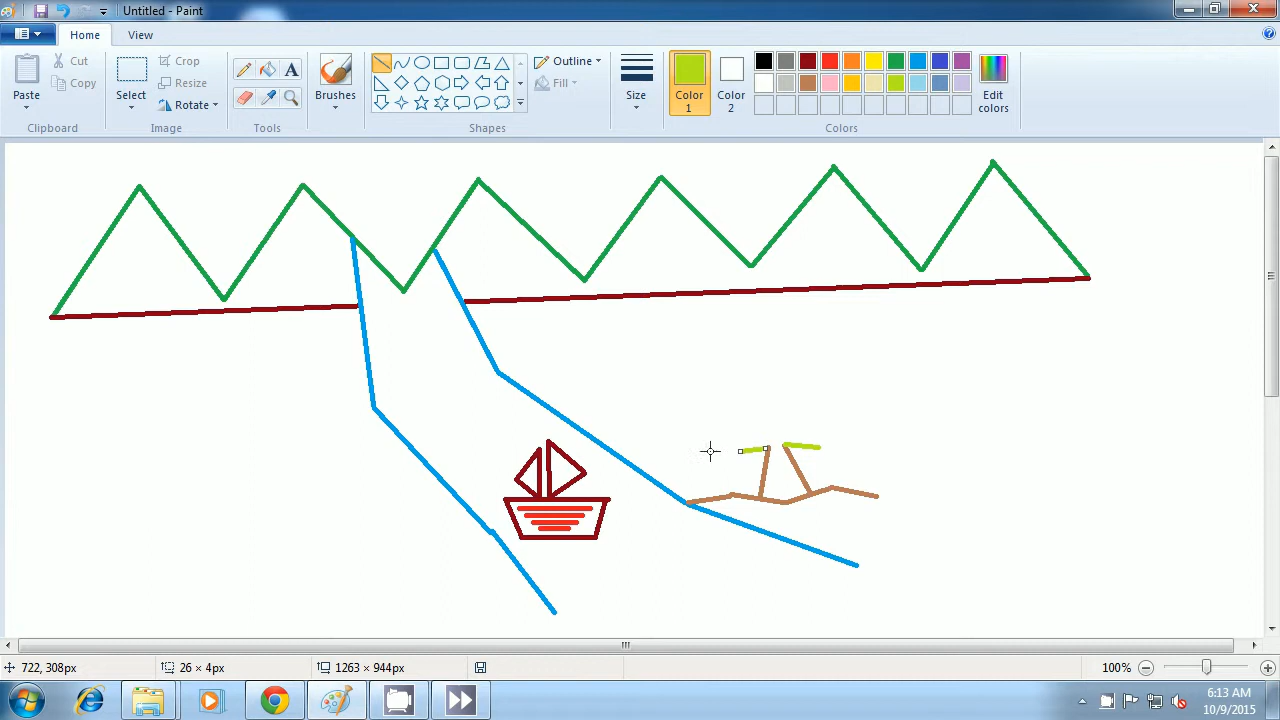 Untitled - Paint
Home View
Paste
Cut
Copy
Clipboard
Select
Crop
Resize
Rotate
Image
A
Tools
Brushes
Outline
Fill
Shapes
Size
Color 1
Color 2
Edit colors
Colors
722, 308px
26 × 4px
1263 × 944px
100%
6:13 AM
10/9/2015